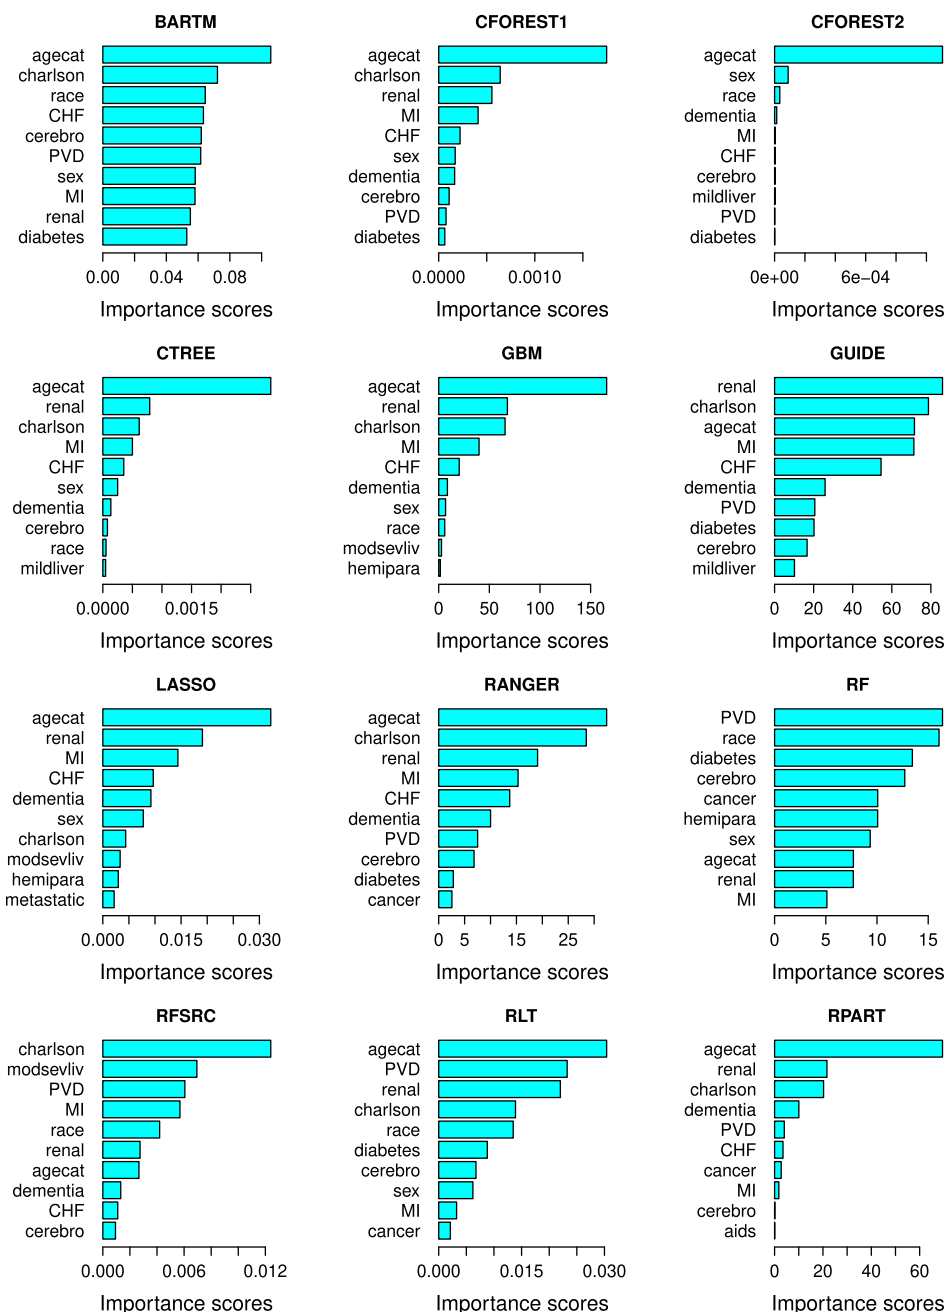 BARTM
agecat
charlson
race
CHF
cerebro
PVD
sex
MI
renal
diabetes
0.00 0.04 0.08
Importance scores
CFOREST1
agecat
charlson
renal
MI
CHF
sex
dementia
cerebro
PVD
diabetes
0.0000 0.0010
Importance scores
CFOREST2
agecat
sex
race
dementia
MI
CHF
cerebro
mildliver
PVD
diabetes
0e+00 6e−04
Importance scores
CTREE
agecat
renal
charlson
MI
CHF
sex
dementia
cerebro
race
mildliver
0.0000 0.0015
Importance scores
GBM
agecat
renal
charlson
MI
CHF
dementia
sex
race
modsevliv
hemipara
0 50 100 150
Importance scores
GUIDE
renal
charlson
agecat
MI
CHF
dementia
PVD
diabetes
cerebro
mildliver
0 20 40 60 80
Importance scores
LASSO
agecat
renal
MI
CHF
dementia
sex
charlson
modsevliv
hemipara
metastatic
0.000 0.015 0.030
Importance scores
RANGER
agecat
charlson
renal
MI
CHF
dementia
PVD
cerebro
diabetes
cancer
0 5 15 25
Importance scores
RF
PVD
race
diabetes
cerebro
cancer
hemipara
sex
agecat
renal
MI
0 5 10 15
Importance scores
RFSRC
charlson
modsevliv
PVD
MI
race
renal
agecat
dementia
CHF
cerebro
0.000 0.006 0.012
Importance scores
RLT
agecat
PVD
renal
charlson
race
diabetes
cerebro
sex
MI
cancer
0.000 0.015 0.030
Importance scores
RPART
agecat
renal
charlson
dementia
PVD
CHF
cancer
MI
cerebro
aids
0 20 40 60
Importance scores